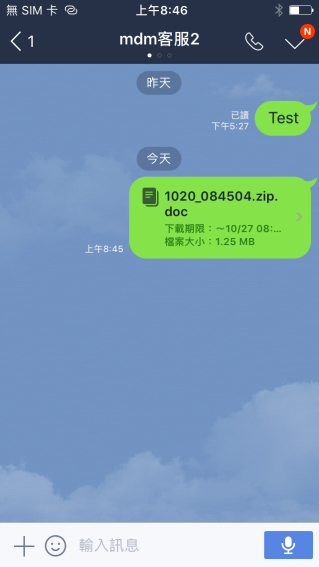 無 SIM 卡 上午8:46
1 mdm客服2 N
昨天
已讀
下午5:27
Test
今天
1020_084504.zip.
doc
下載期限：～10/27 08:...
檔案大小：1.25 MB
上午8:45
輸入訊息